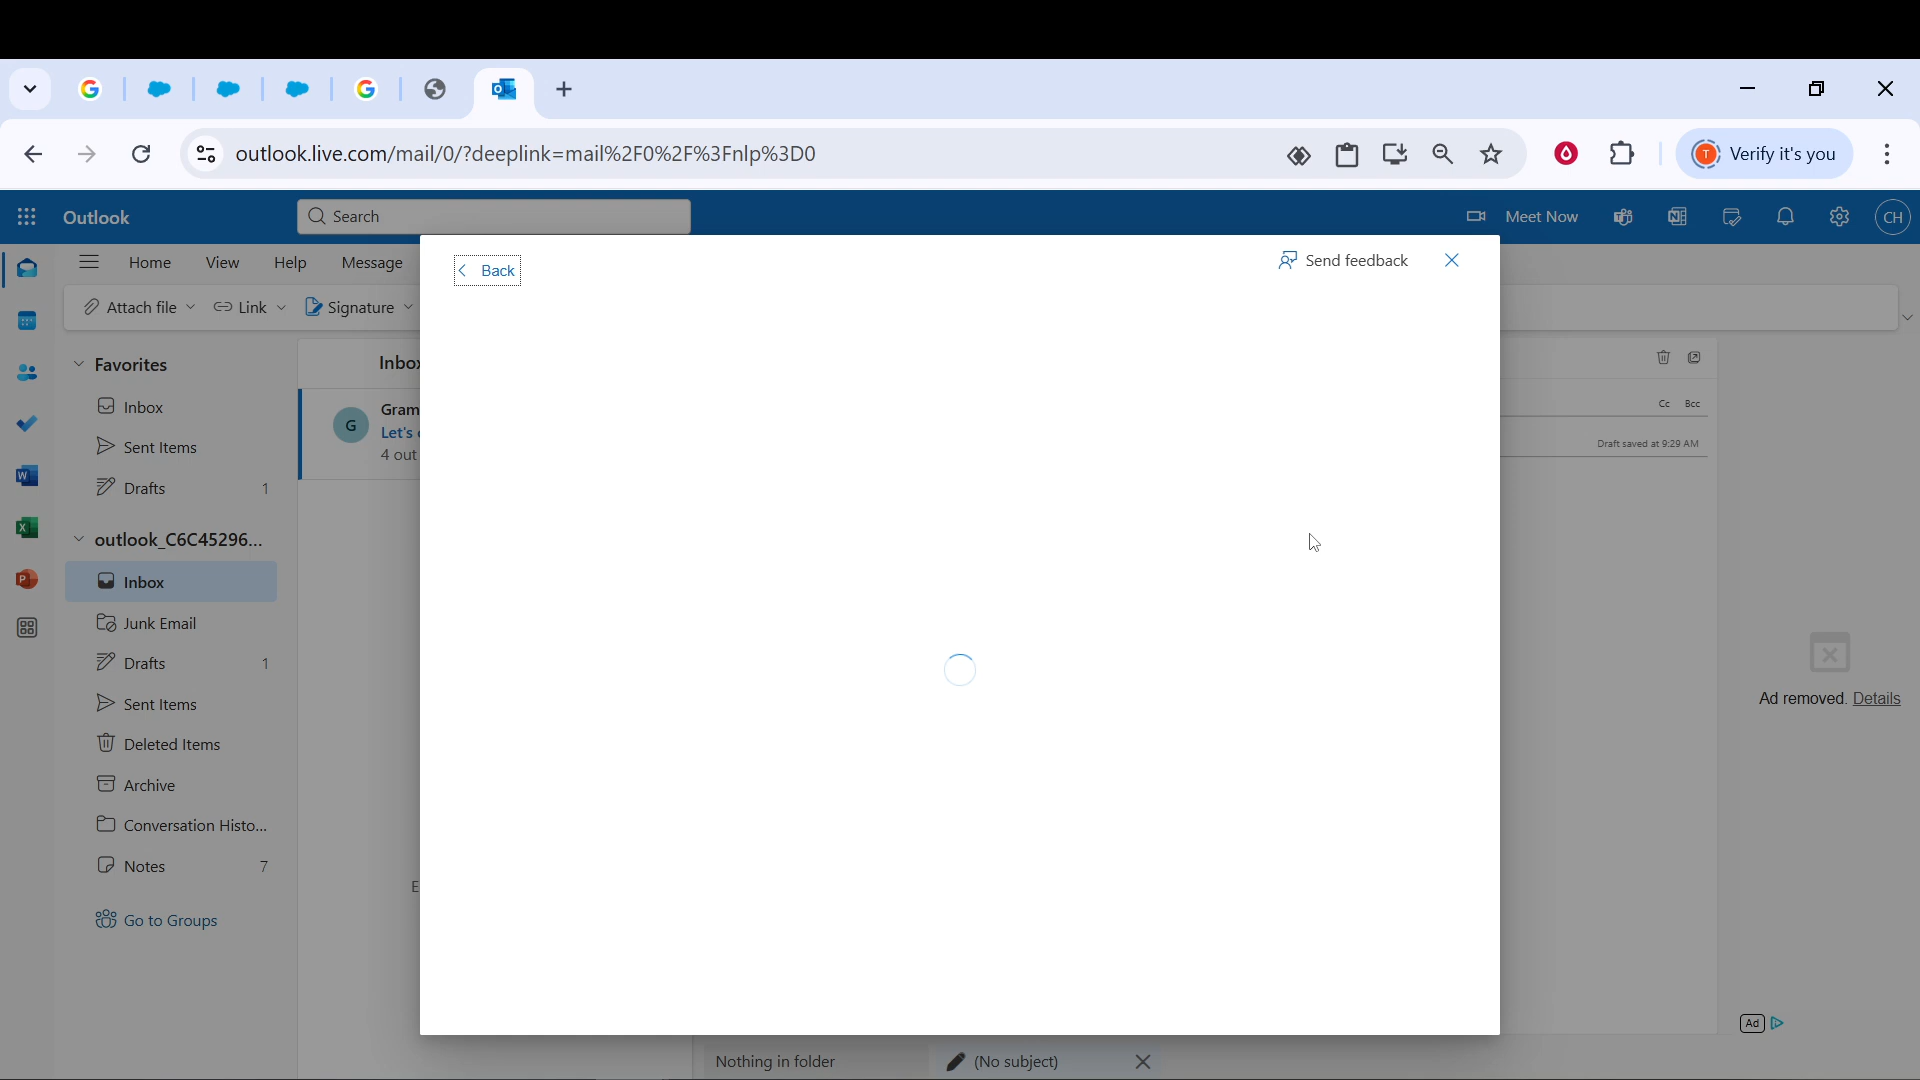 outlook.live.com/mail/0/?deeplink=mail%2F0%2F%3Fnlp%3D0
T Verify it's you
Outlook
Search
Meet Now
CH
Home View Help Message
Attach file Link Signature
Back
Send feedback
Favorites
Inbox
Sent Items
Drafts 1
outlook_C6C45296...
Inbox
Junk Email
Drafts 1
Sent Items
Deleted Items
Archive
Conversation Histo...
Notes 7
Go to Groups
G
Let's
4 out
E
Cc Bcc
Draft saved at 9:29 AM
Ad removed. Details
Ad
Nothing in folder
(No subject)